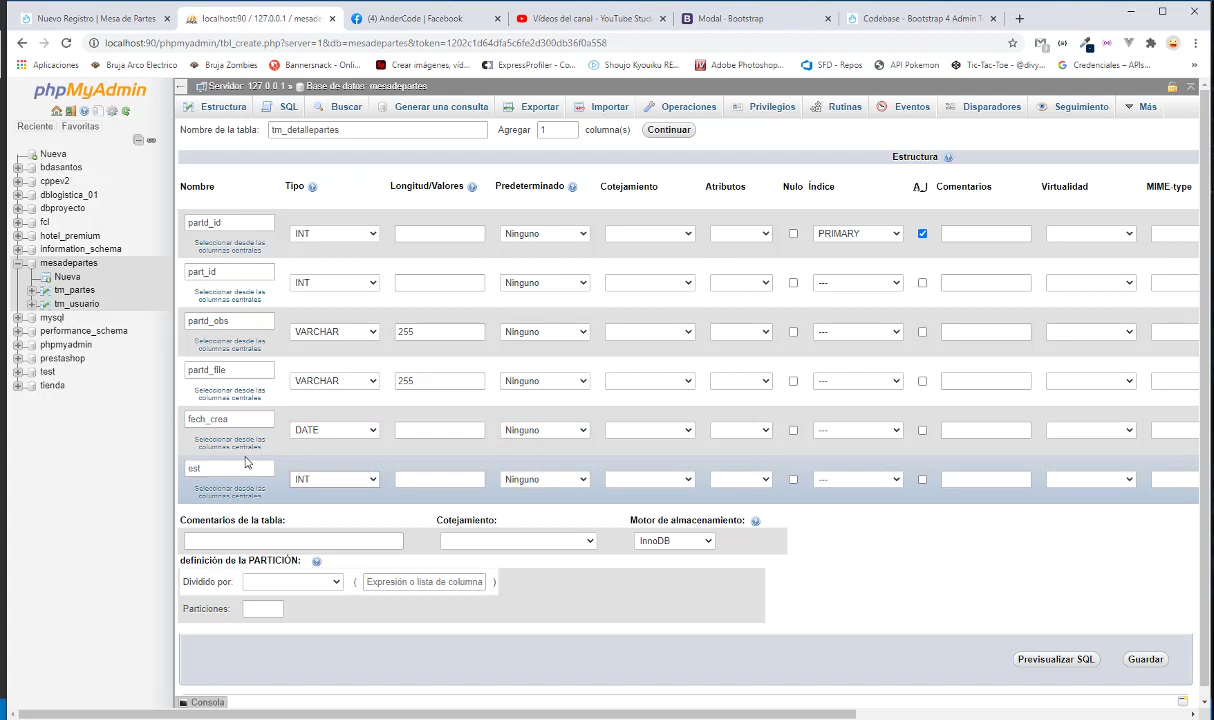 Nuevo Registro | Mesa de Partes
localhost:90 / 127.0.0.1 / mesade
(4) AnderCode | Facebook
Vídeos del canal - YouTube Studi
Modal · Bootstrap
Codebase - Bootstrap 4 Admin T
localhost:90/phpmyadmin/tbl_create.php?server=1&db=mesadepartes&token=1202c1d64dfa5c6fe2d300db36f0a558
Aplicaciones
Bruja Arco Electrico
Bruja Zombies
Bannersnack - Onli...
Crear imágenes, víd...
ExpressProfiler - Co...
Shoujo Kyouiku RE...
Adobe Photoshop...
SFD - Repos
API Pokemon
Tic-Tac-Toe - @divy...
Credenciales – APIs...
phpMyAdmin
Reciente Favoritas
Nueva
bdasantos
cppev2
dblogistica_01
dbproyecto
fcl
hotel_premium
information_schema
mesadepartes
Nueva
tm_partes
tm_usuario
mysql
performance_schema
phpmyadmin
prestashop
test
tienda
Servidor: 127.0.0.1 » Base de datos: mesadepartes
Estructura SQL Buscar Generar una consulta Exportar Importar Operaciones Privilegios Rutinas Eventos Disparadores Seguimiento Más
Nombre de la tabla: tm_detallepartes Agregar 1 columna(s) Continuar
Estructura
Nombre Tipo Longitud/Valores Predeterminado Cotejamiento Atributos Nulo Índice A_I Comentarios Virtualidad MIME-type
partd_id INT Ninguno PRIMARY
Seleccionar desde las
columnas centrales
part_id INT Ninguno ---
Seleccionar desde las
columnas centrales
partd_obs VARCHAR 255 Ninguno ---
Seleccionar desde las
columnas centrales
partd_file VARCHAR 255 Ninguno ---
Seleccionar desde las
columnas centrales
fech_crea DATE Ninguno ---
Seleccionar desde las
columnas centrales
est INT Ninguno ---
Seleccionar desde las
columnas centrales
Comentarios de la tabla: Cotejamiento: Motor de almacenamiento:
InnoDB
definición de la PARTICIÓN:
Dividido por: ( Expresión o lista de columna )
Particiones:
Previsualizar SQL Guardar
Consola